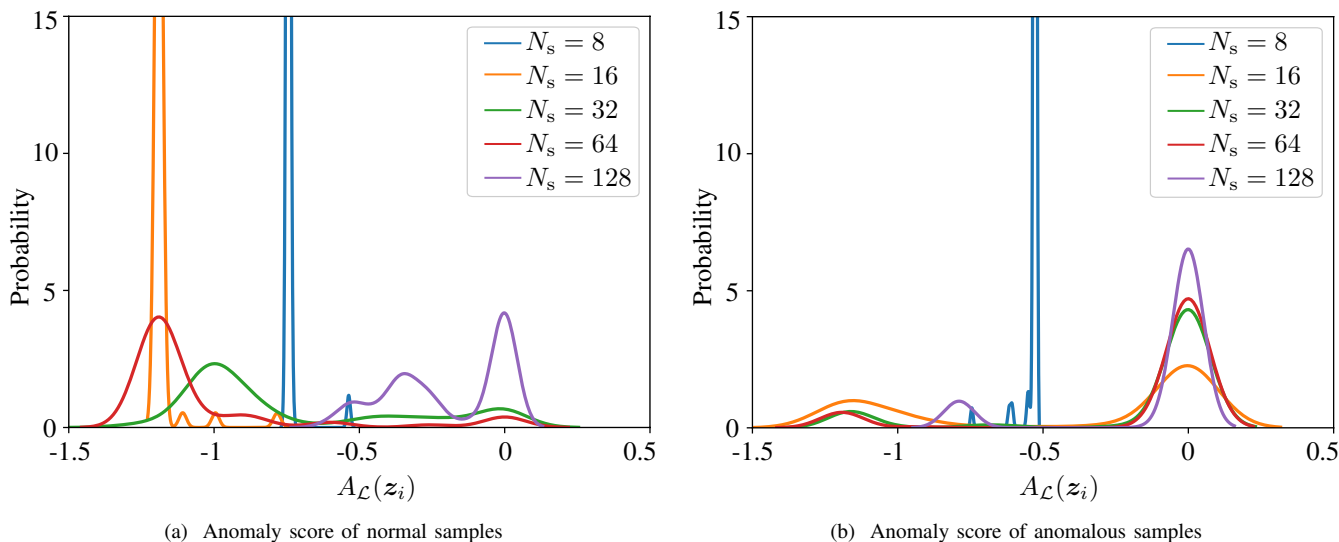 15
10
5
0
Probability
-1.5
-1
-0.5
0
0.5
A_ℒ(z_i)
N_s = 8
N_s = 16
N_s = 32
N_s = 64
N_s = 128
(a) Anomaly score of normal samples
15
10
5
0
Probability
-1.5
-1
-0.5
0
0.5
A_ℒ(z_i)
N_s = 8
N_s = 16
N_s = 32
N_s = 64
N_s = 128
(b) Anomaly score of anomalous samples